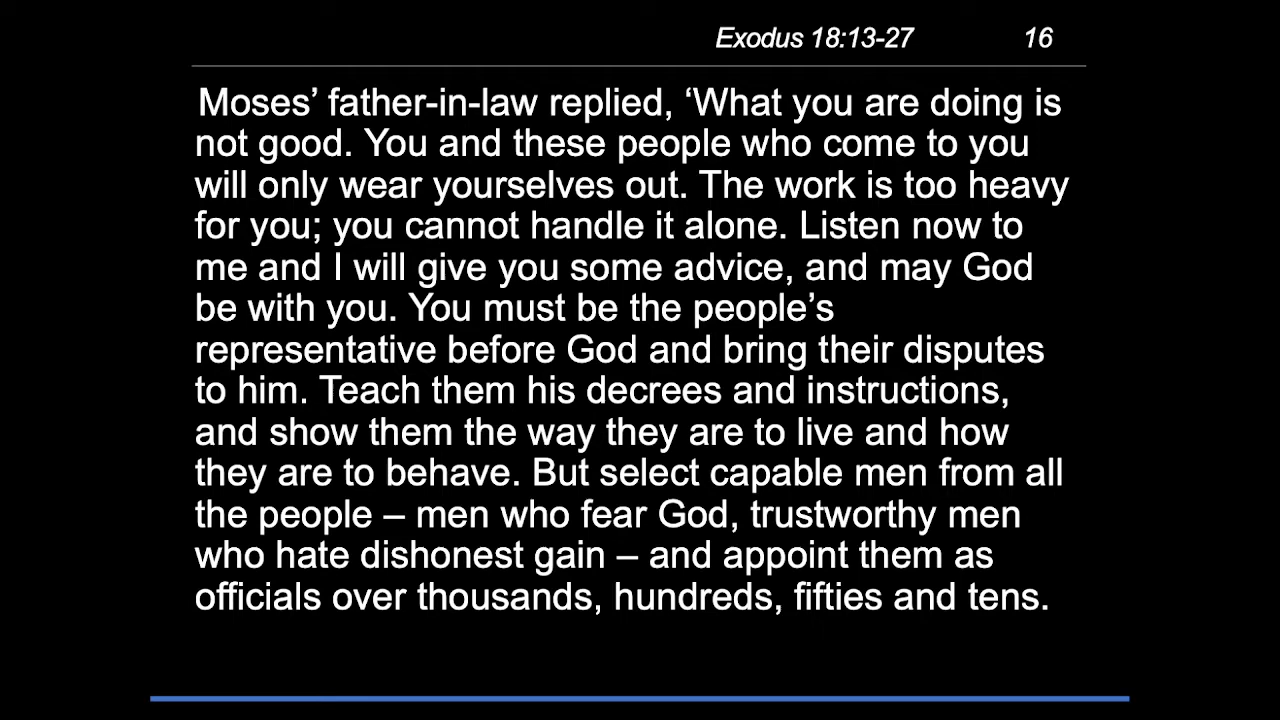 Exodus 18:13-27 16
Moses’ father-in-law replied, ‘What you are doing is
not good. You and these people who come to you
will only wear yourselves out. The work is too heavy
for you; you cannot handle it alone. Listen now to
me and I will give you some advice, and may God
be with you. You must be the people’s
representative before God and bring their disputes
to him. Teach them his decrees and instructions,
and show them the way they are to live and how
they are to behave. But select capable men from all
the people – men who fear God, trustworthy men
who hate dishonest gain – and appoint them as
officials over thousands, hundreds, fifties and tens.